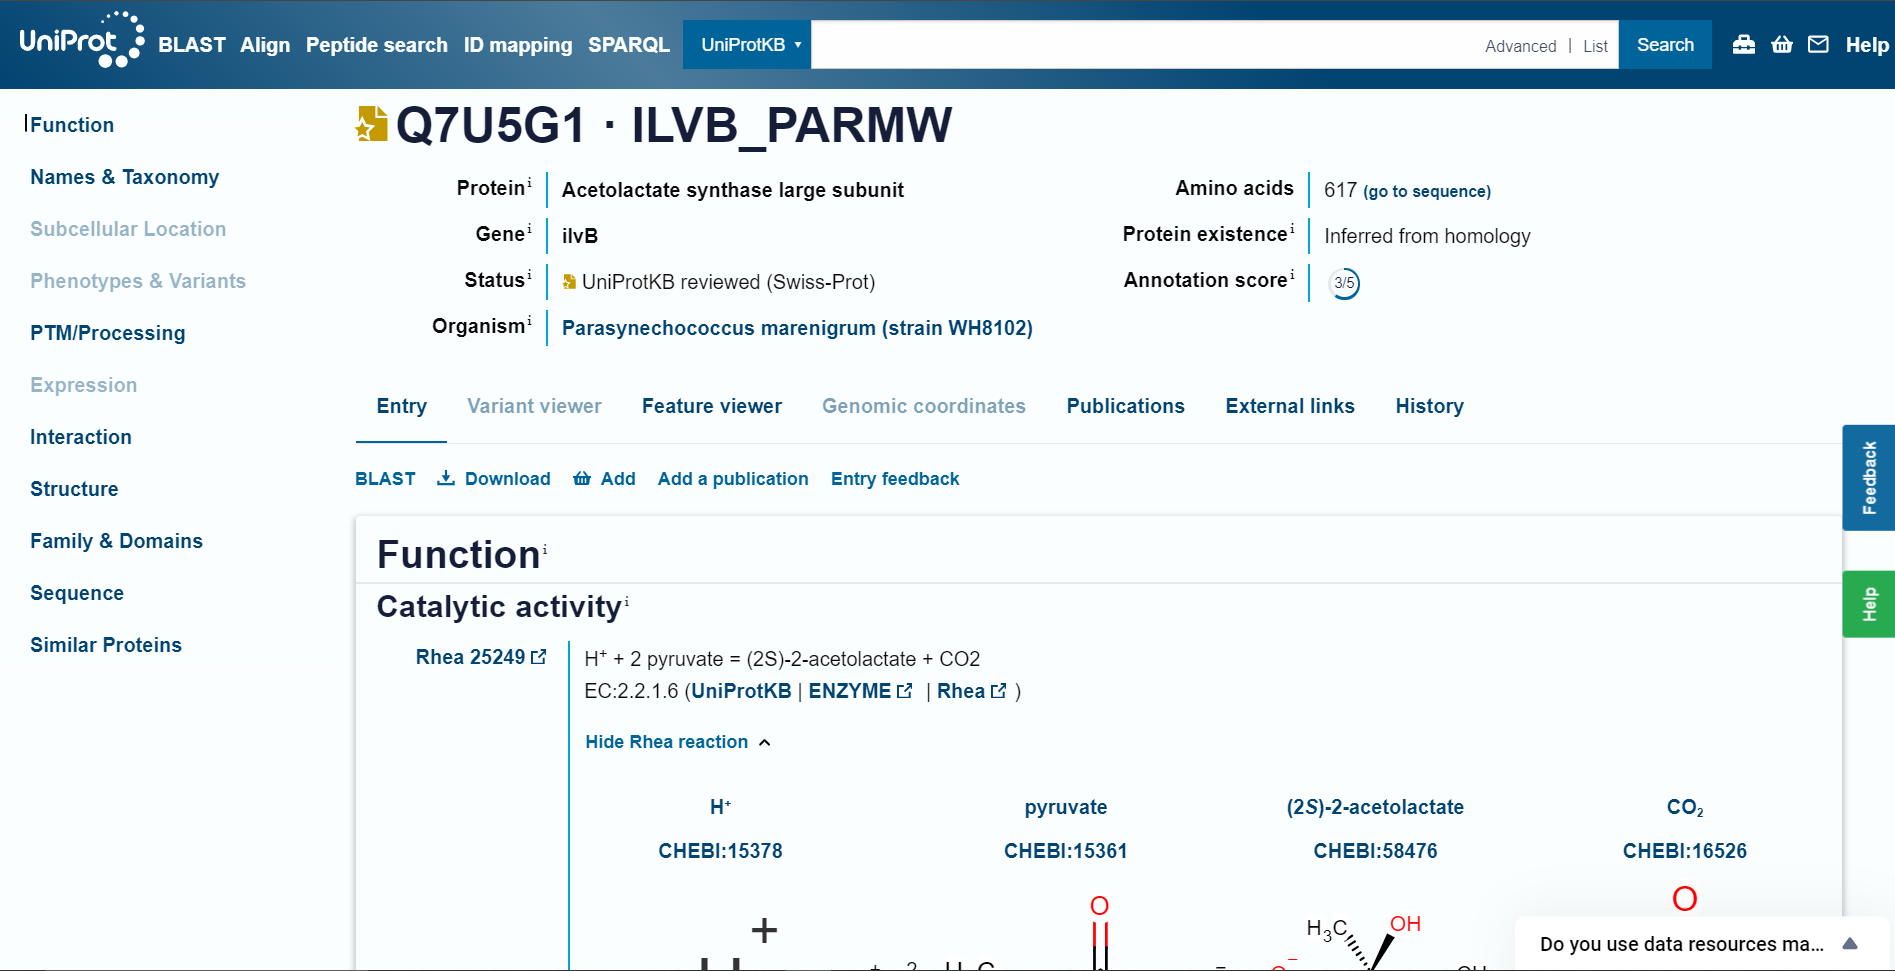 UniProt BLAST Align Peptide search ID mapping SPARQL UniProtKB Advanced | List Search Help
Function
Names & Taxonomy
Subcellular Location
Phenotypes & Variants
PTM/Processing
Expression
Interaction
Structure
Family & Domains
Sequence
Similar Proteins
Q7U5G1 · ILVB_PARMW
Protein i Acetolactate synthase large subunit
Gene i ilvB
Status i UniProtKB reviewed (Swiss-Prot)
Organism i Parasynechococcus marenigrum (strain WH8102)
Amino acids 617 (go to sequence)
Protein existence i Inferred from homology
Annotation score i 3/5
Entry Variant viewer Feature viewer Genomic coordinates Publications External links History
BLAST Download Add Add a publication Entry feedback
Function i
Catalytic activity i
Rhea 25249 H⁺ + 2 pyruvate = (2S)-2-acetolactate + CO2
EC:2.2.1.6 (UniProtKB | ENZYME | Rhea )
Hide Rhea reaction
H⁺ pyruvate (2S)-2-acetolactate CO₂
CHEBI:15378 CHEBI:15361 CHEBI:58476 CHEBI:16526
+ O H₃C OH O
Feedback
Help
Do you use data resources ma...